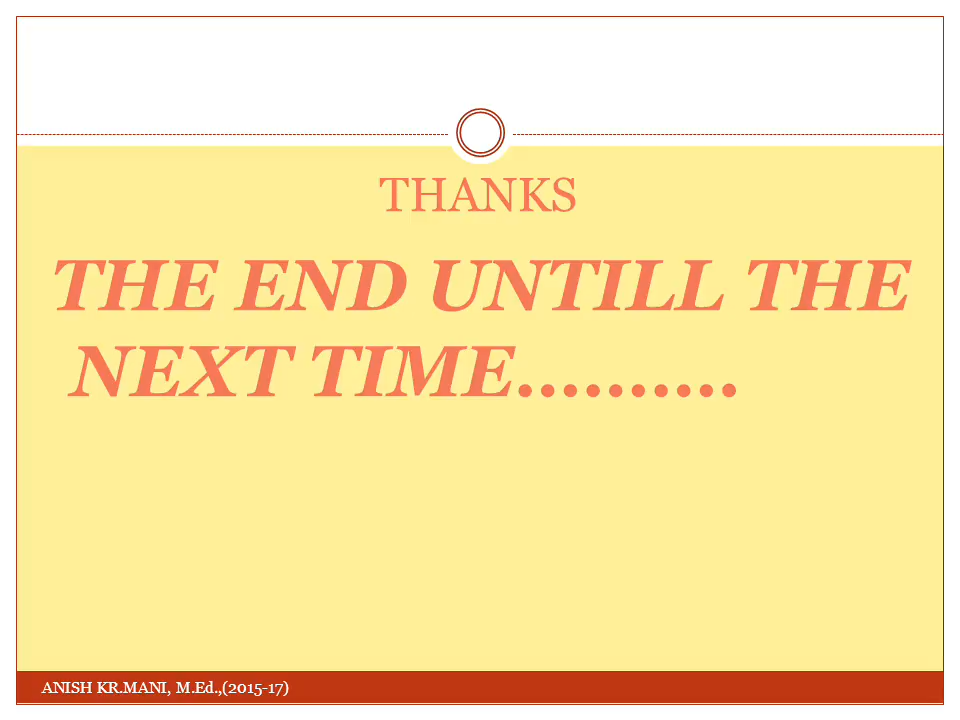 THANKS
THE END UNTILL THE
NEXT TIME..........
ANISH KR.MANI, M.Ed.,(2015-17)